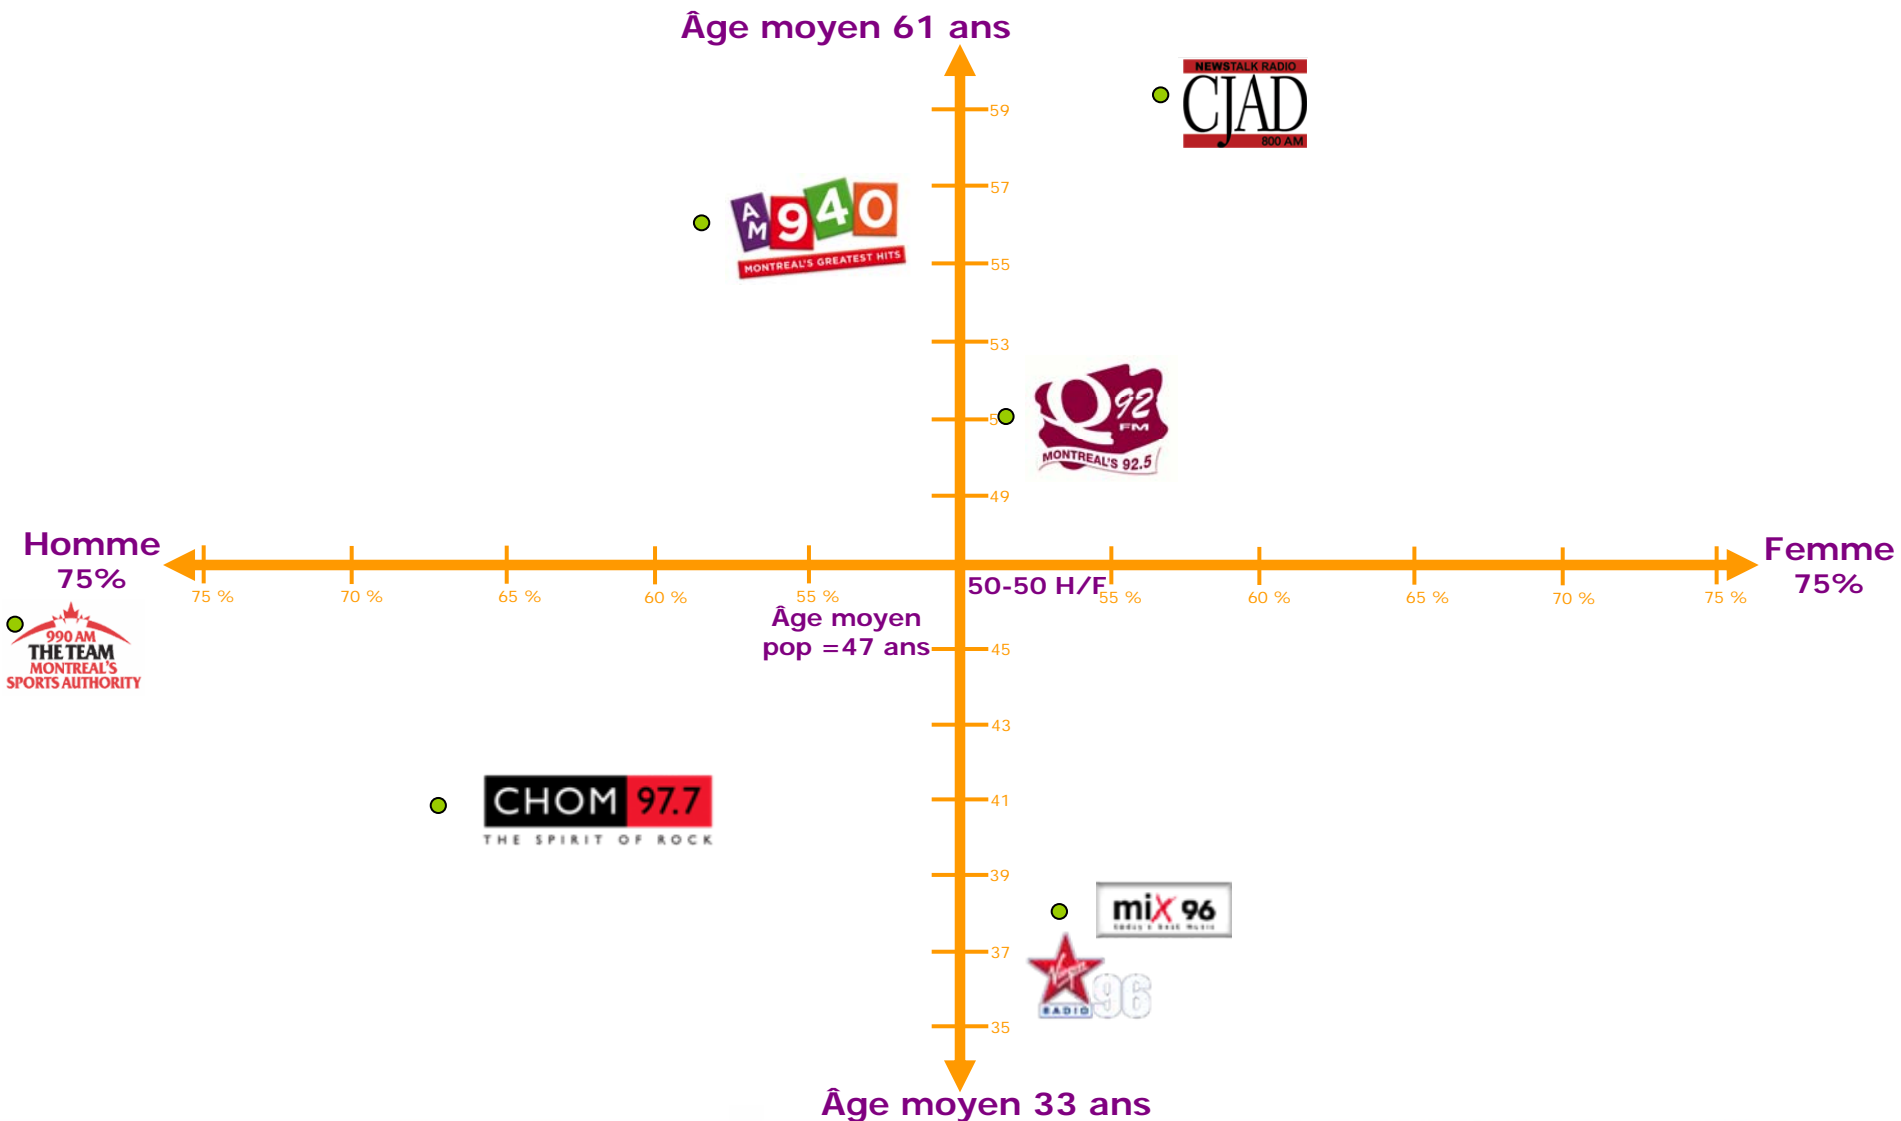 Âge moyen 61 ans
NEWSTALK RADIO
CJAD
800 AM
59
57
AM 940
MONTREAL'S GREATEST HITS
55
53
Q92
FM
MONTREAL'S 92.5
49
Homme
75%
Femme
75%
50-50 H/F
75 %
70 %
65 %
60 %
55 %
55 %
60 %
65 %
70 %
75 %
Âge moyen
pop =47 ans
45
990 AM
THE TEAM
MONTREAL'S
SPORTS AUTHORITY
43
CHOM 97.7
THE SPIRIT OF ROCK
41
39
mix 96
today's best music
37
Virgin
RADIO 96
35
Âge moyen 33 ans